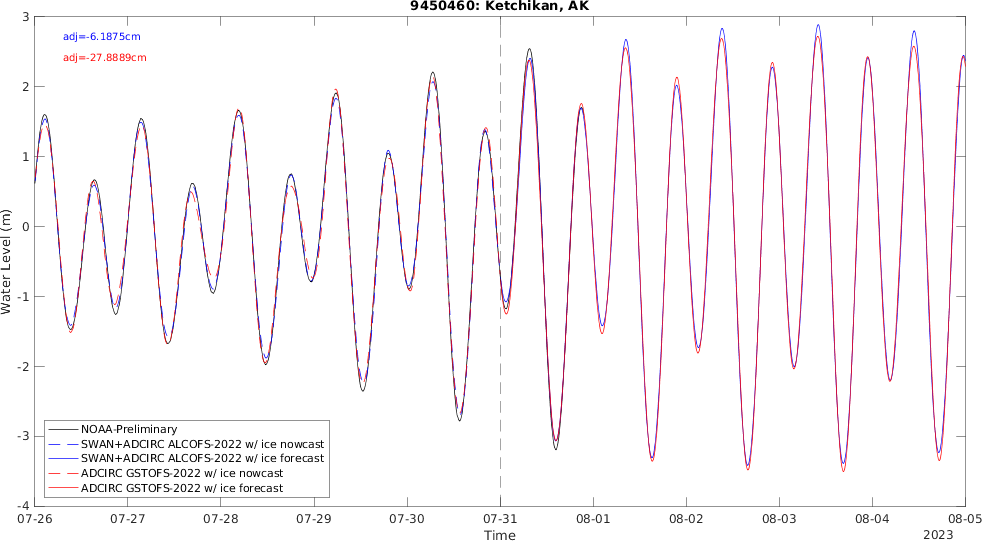 9450460: Ketchikan, AK
3
2
1
0
-1
-2
-3
-4
Water Level (m)
adj=-6.1875cm
adj=-27.8889cm
NOAA-Preliminary
SWAN+ADCIRC ALCOFS-2022 w/ ice nowcast
SWAN+ADCIRC ALCOFS-2022 w/ ice forecast
ADCIRC GSTOFS-2022 w/ ice nowcast
ADCIRC GSTOFS-2022 w/ ice forecast
07-26 07-27 07-28 07-29 07-30 07-31 08-01 08-02 08-03 08-04 08-05
Time
2023